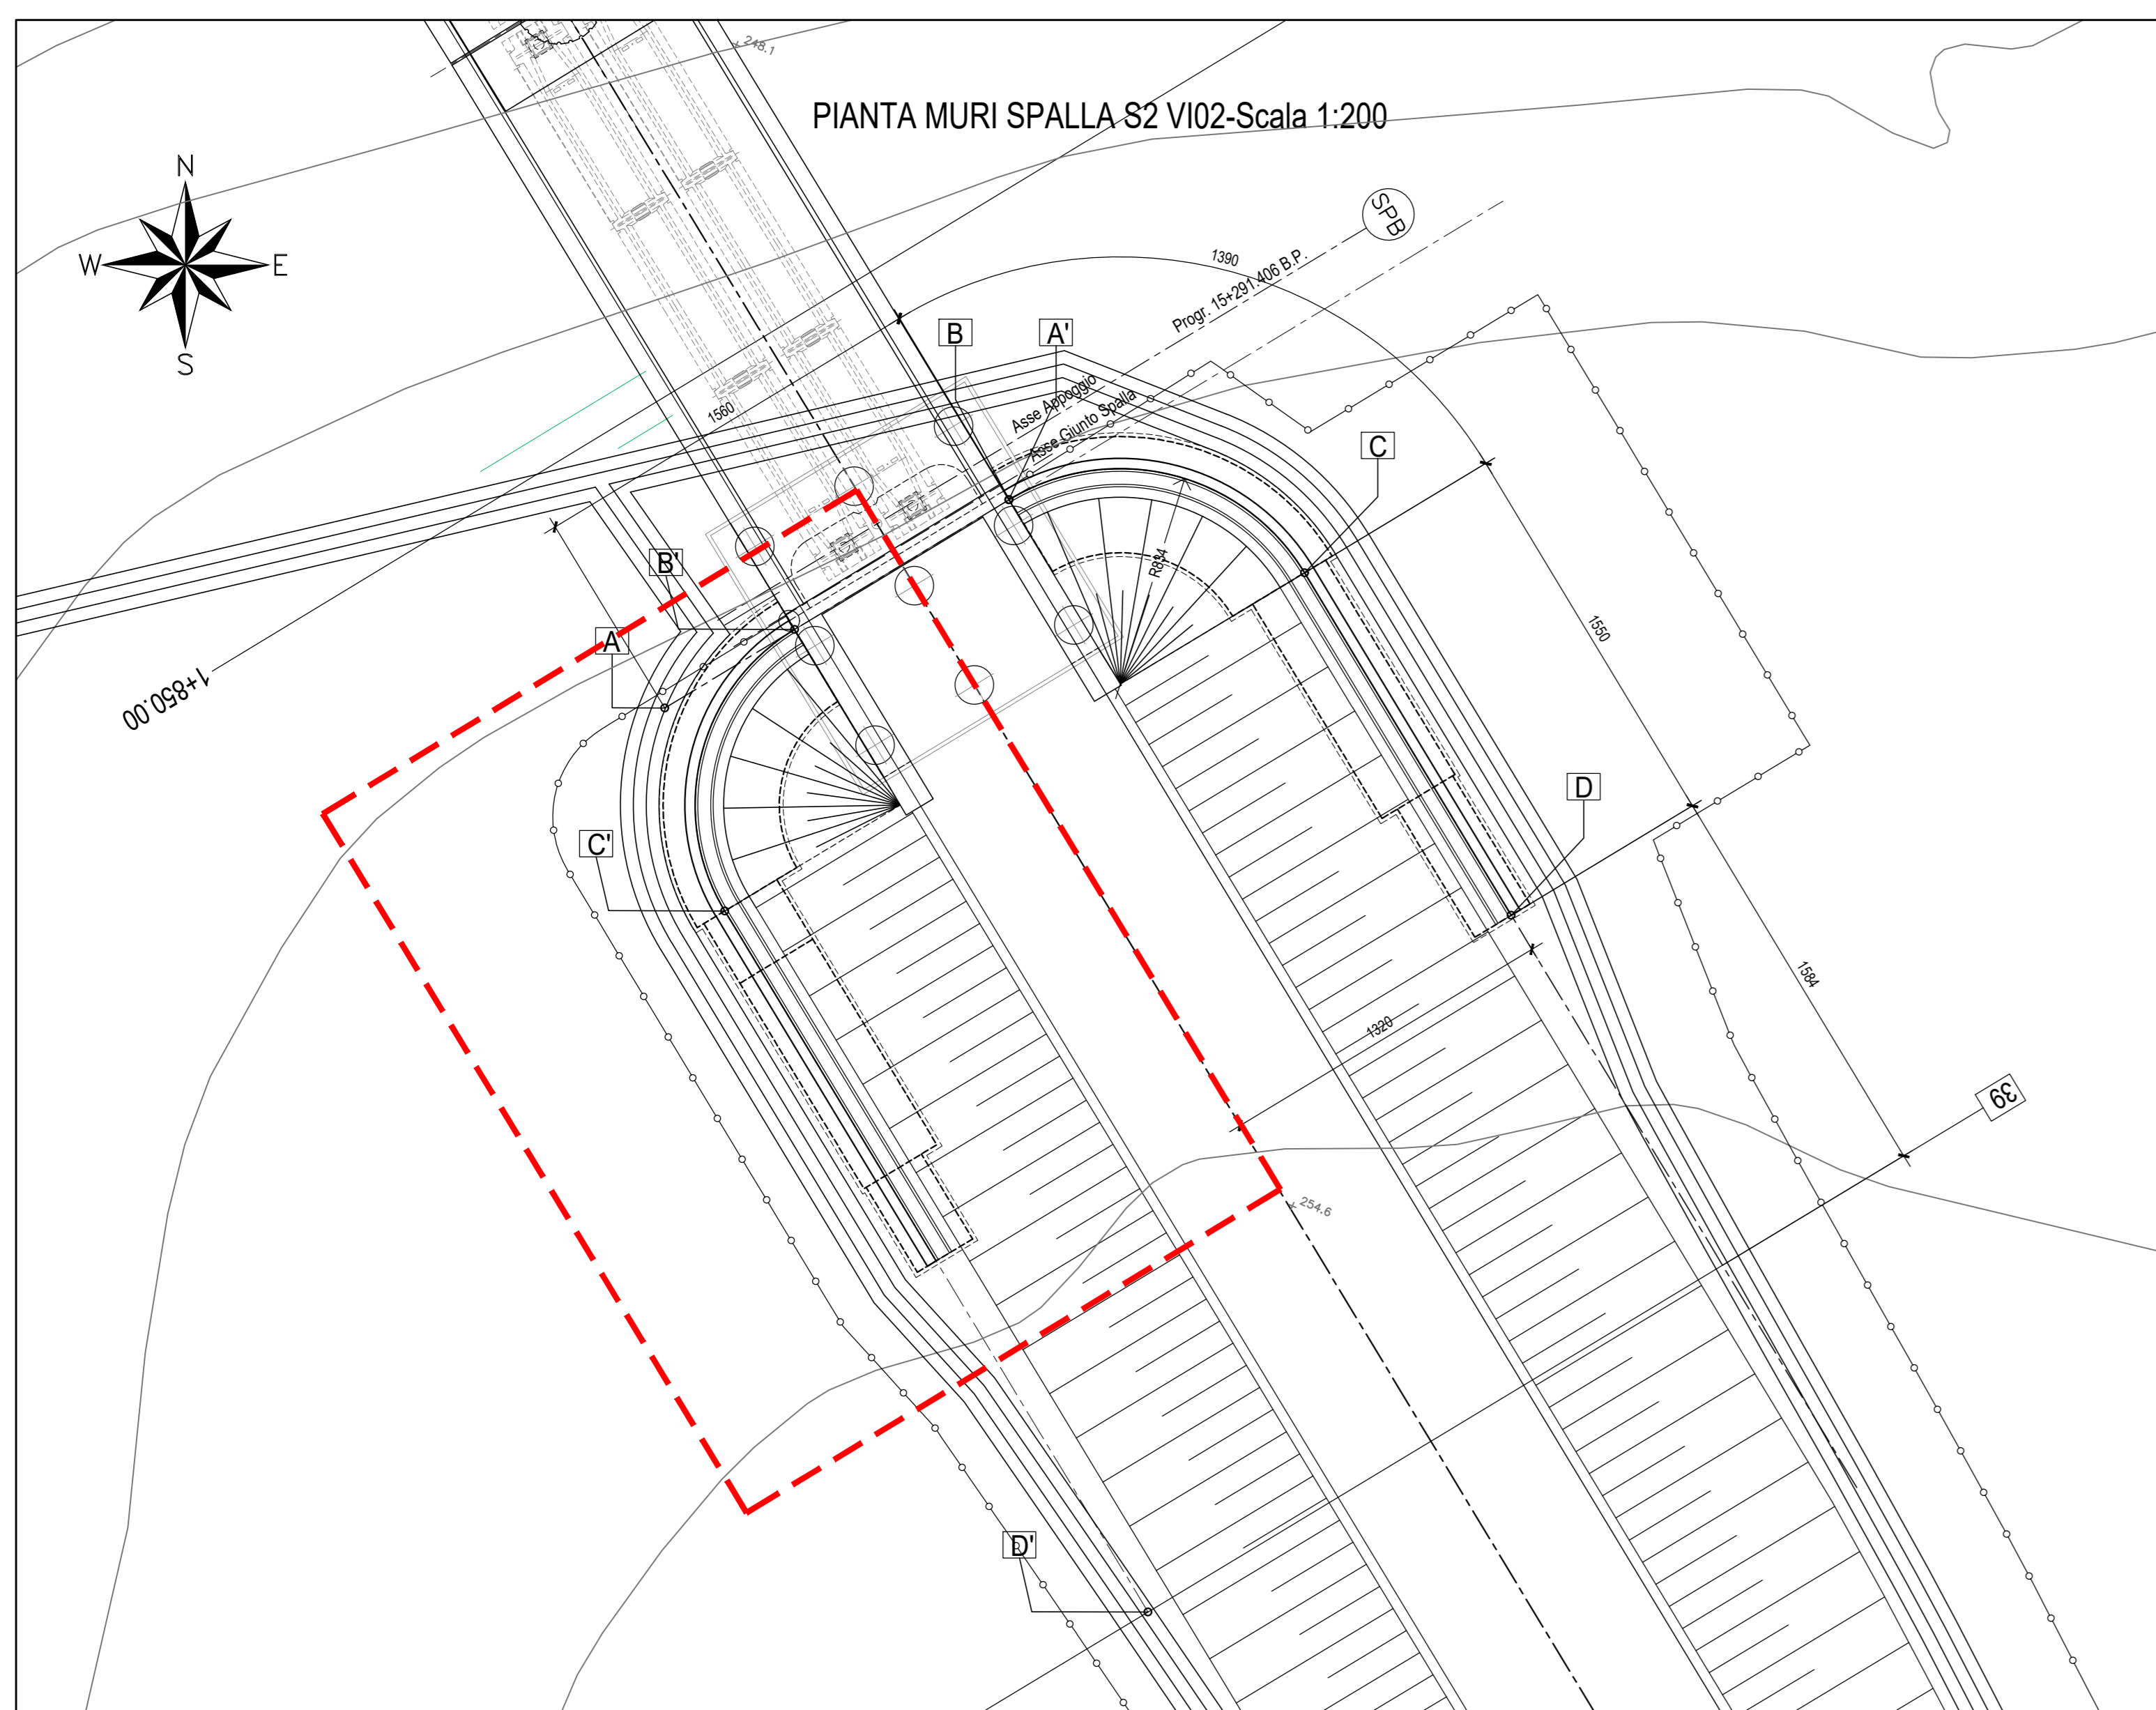 248.1
PIANTA MURI SPALLA S2 VI02-Scala 1:200
N
W
E
S
SPB
1390
Progr. 15+291.406 B.P.
B
A'
Asse Appoggio
Asse Giunto Spalla
1560
C
B'
A
R834
1550
1+850.00
D
C'
1584
1320
39
254.6
D'